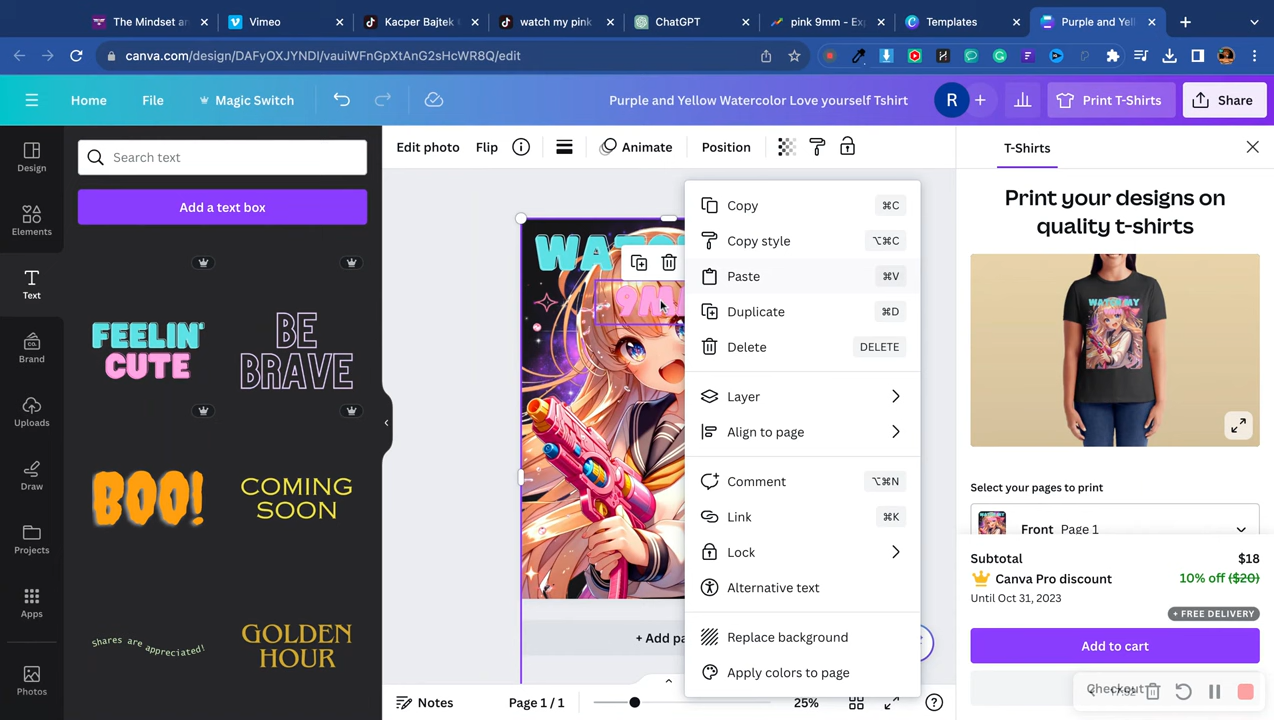 The Mindset an
Vimeo
Kacper Bajtek
watch my pink
ChatGPT
pink 9mm - Exp
Templates
Purple and Yell
canva.com/design/DAFyOXJYNDI/vauiWFnGpXtAnG2sHcWR8Q/edit
Home
File
Magic Switch
Purple and Yellow Watercolor Love yourself Tshirt
R
Print T-Shirts
Share
Design
Elements
Text
Brand
Uploads
Draw
Projects
Apps
Photos
Search text
Add a text box
FEELIN'
CUTE
BE
BRAVE
BOO!
COMING
SOON
Shares are appreciated!
GOLDEN
HOUR
Edit photo
Flip
Animate
Position
Copy
⌘C
Copy style
⌥⌘C
Paste
⌘V
Duplicate
⌘D
Delete
DELETE
Layer
Align to page
Comment
⌥⌘N
Link
⌘K
Lock
Alternative text
Replace background
Apply colors to page
+ Add pa
Notes
Page 1 / 1
25%
T-Shirts
Print your designs on
quality t-shirts
WATCH MY
Select your pages to print
Front Page 1
Subtotal
$18
Canva Pro discount
10% off ($20)
Until Oct 31, 2023
+ FREE DELIVERY
Add to cart
Checkout